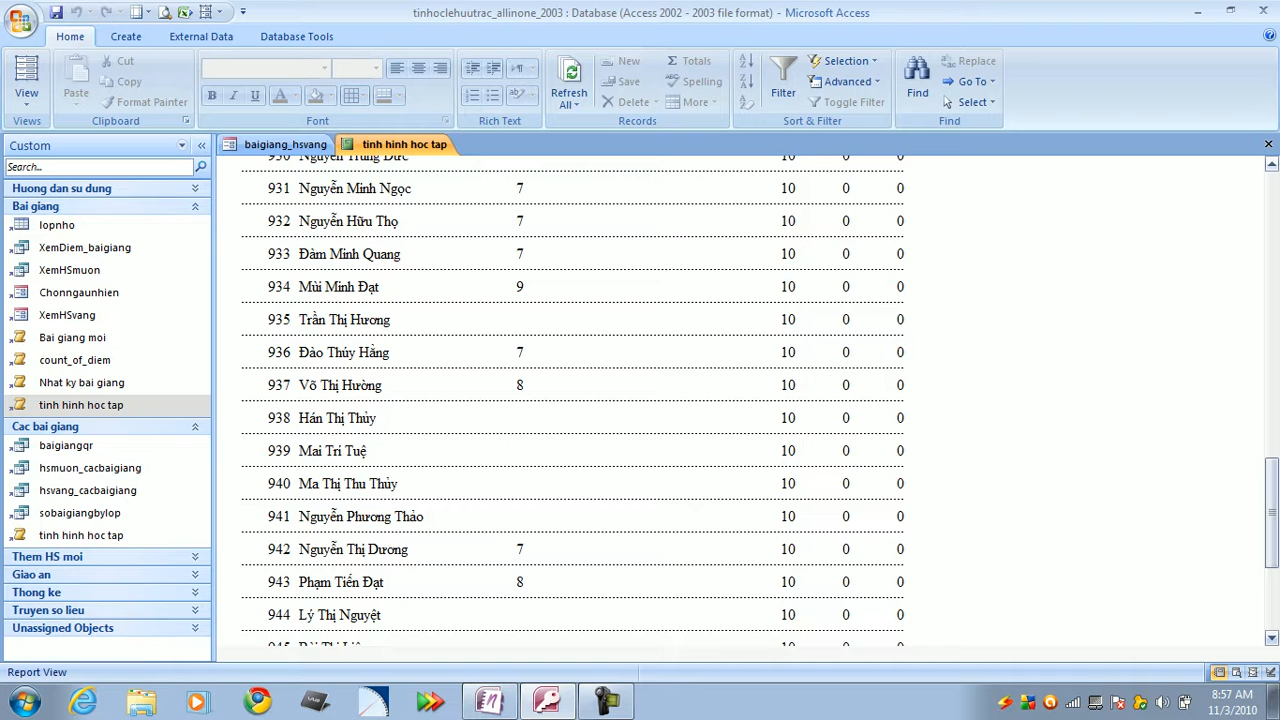 tinhoclehuutrac_allinone_2003 : Database (Access 2002 - 2003 file format) - Microsoft Access
Home Create External Data Database Tools
View Paste Cut Copy Format Painter
Refresh All New Save Delete Totals Spelling More
Filter Selection Advanced Toggle Filter
Find Replace Go To Select
Views Clipboard Font Rich Text Records Sort & Filter Find
Custom
baigiang_hsvang tinh hinh hoc tap
Search...
Huong dan su dung
Bai giang
lopnho
XemDiem_baigiang
XemHSmuon
Chonngaunhien
XemHSvang
Bai giang moi
count_of_diem
Nhat ky bai giang
tinh hinh hoc tap
Cac bai giang
baigiangqr
hsmuon_cacbaigiang
hsvang_cacbaigiang
sobaigiangbylop
tinh hinh hoc tap
Them HS moi
Giao an
Thong ke
Truyen so lieu
Unassigned Objects
930 Nguyễn Trung Đức 10 0 0
931 Nguyễn Minh Ngọc 7 10 0 0
932 Nguyễn Hữu Thọ 7 10 0 0
933 Đàm Minh Quang 7 10 0 0
934 Mùi Minh Đạt 9 10 0 0
935 Trần Thị Hương 10 0 0
936 Đào Thúy Hằng 7 10 0 0
937 Võ Thị Hường 8 10 0 0
938 Hán Thị Thủy 10 0 0
939 Mai Trí Tuệ 10 0 0
940 Ma Thị Thu Thủy 10 0 0
941 Nguyễn Phương Thảo 10 0 0
942 Nguyễn Thị Dương 7 10 0 0
943 Phạm Tiến Đạt 8 10 0 0
944 Lý Thị Nguyệt 10 0 0
Report View
8:57 AM
11/3/2010